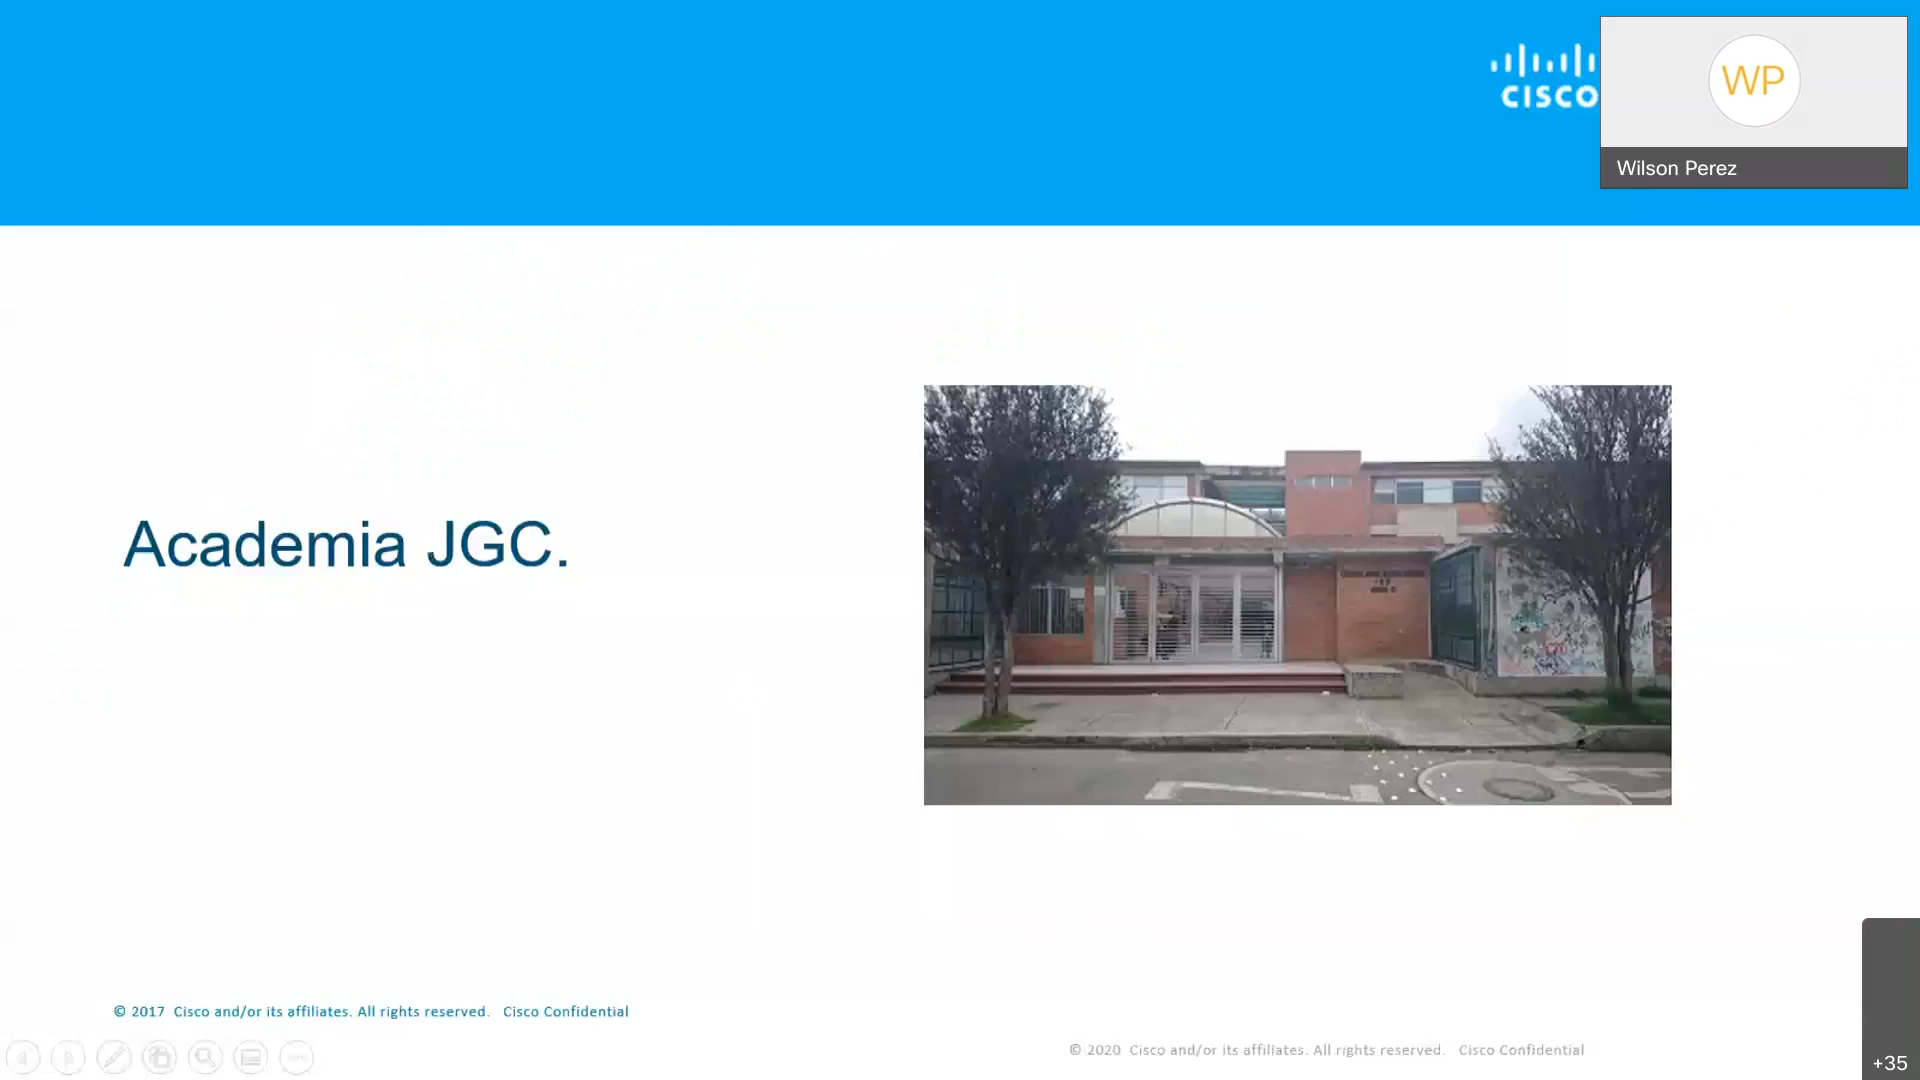 CISCO
WP
Wilson Perez
Academia JGC.
© 2017 Cisco and/or its affiliates. All rights reserved. Cisco Confidential
© 2020 Cisco and/or its affiliates. All rights reserved. Cisco Confidential
+35